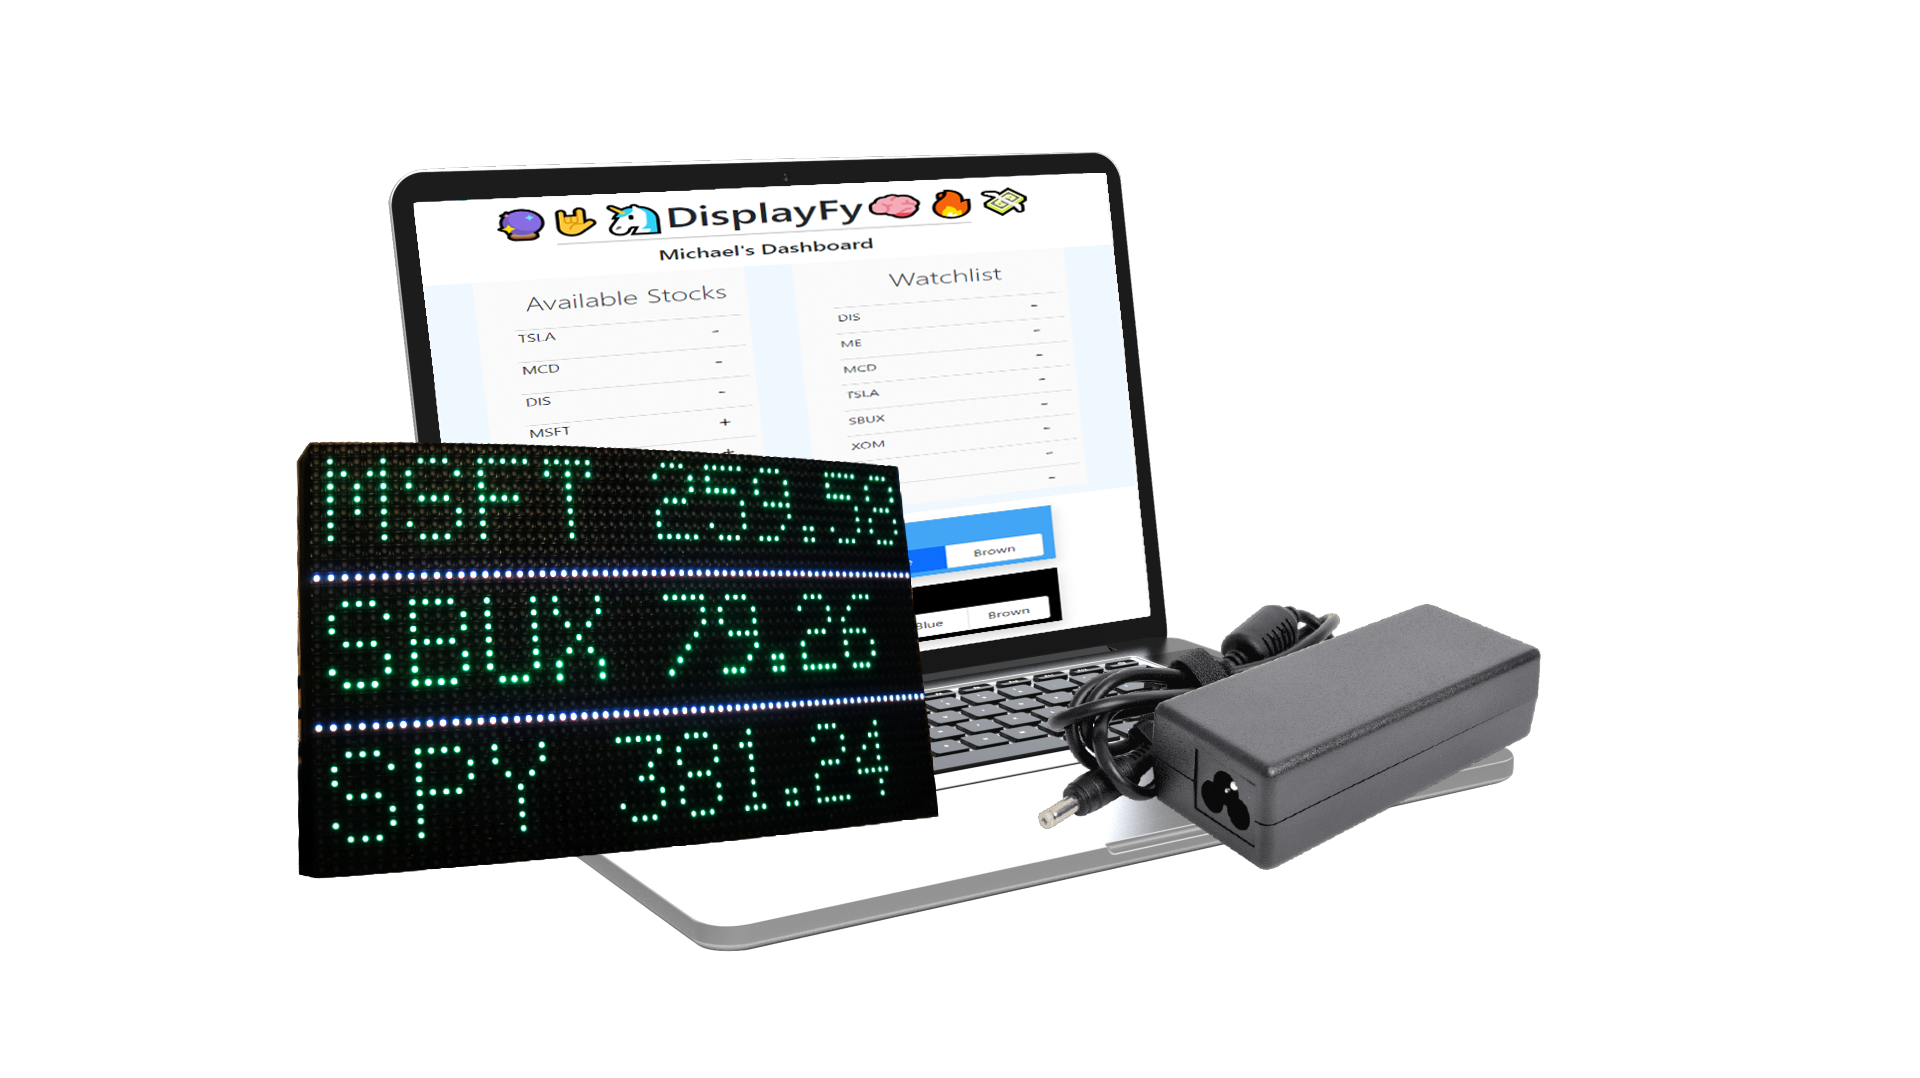 DisplayFy
Michael's Dashboard
Available Stocks
TSLA -
MCD -
DIS -
MSFT +
Watchlist
DIS -
ME -
MCD -
TSLA -
SBUX -
XOM -
-
-
Brown
Blue
Brown
MSFT 259.58
SBUX 79.26
SPY 381.24